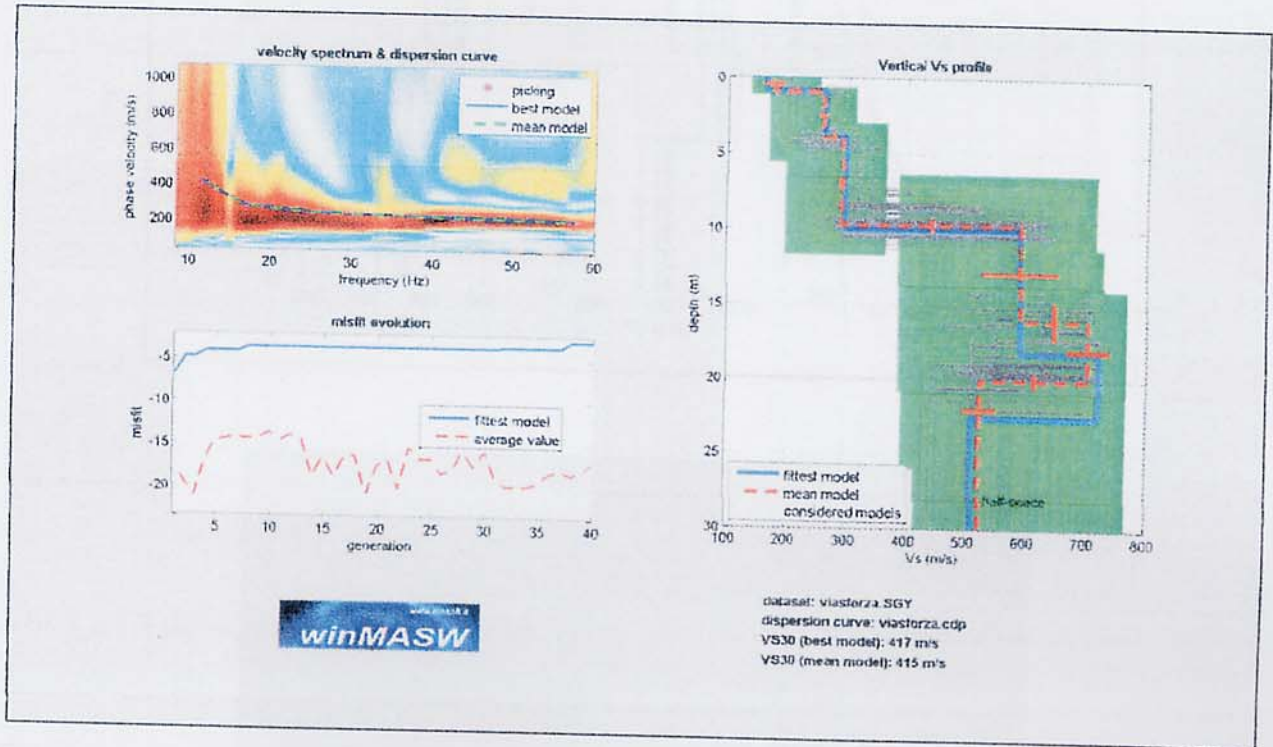 velocity spectrum & dispersion curve
1000
800
600
400
200
phase velocity (m/s)
picking
best model
mean model
10 20 30 40 50 60
frequency (Hz)
misfit evolution
-5
-10
-15
-20
misfit
fittest model
average value
5 10 15 20 25 30 35 40
generation
winMASW
Vertical Vs profile
0
5
10
15
20
25
30
depth (m)
fittest model
mean model
considered models
half-space
100 200 300 400 500 600 700 800
Vs (m/s)
dataset: viasforza.SGY
dispersion curve: viasforza.cdp
VS30 (best model): 417 m/s
VS30 (mean model): 415 m/s